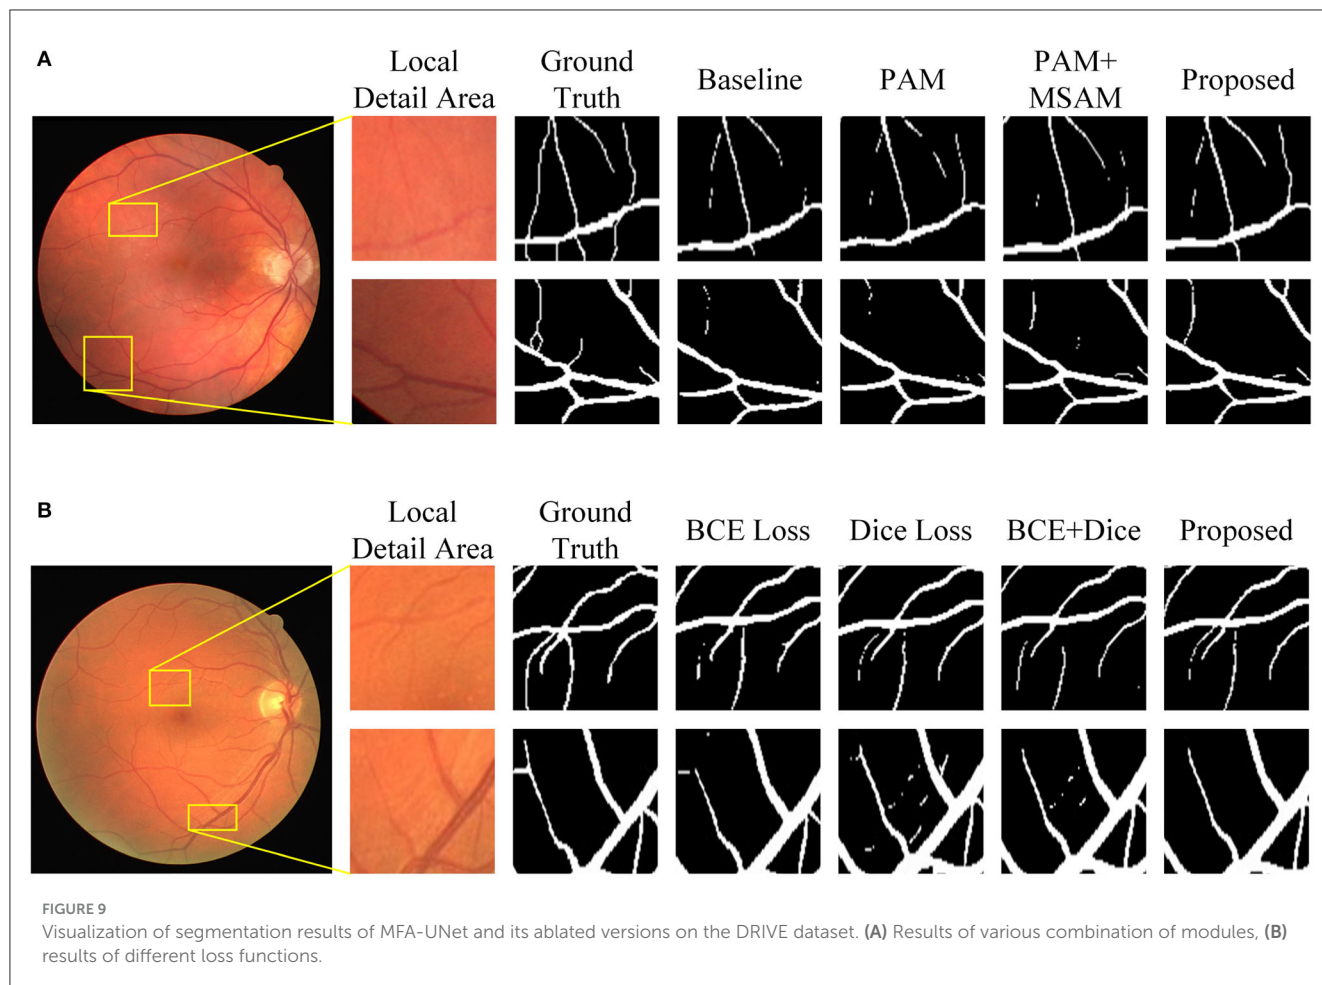 A
Local
Detail Area
Ground
Truth
Baseline
PAM
PAM+
MSAM
Proposed
B
Local
Detail Area
Ground
Truth
BCE Loss
Dice Loss
BCE+Dice
Proposed
FIGURE 9
Visualization of segmentation results of MFA-UNet and its ablated versions on the DRIVE dataset. (A) Results of various combination of modules, (B)
results of different loss functions.